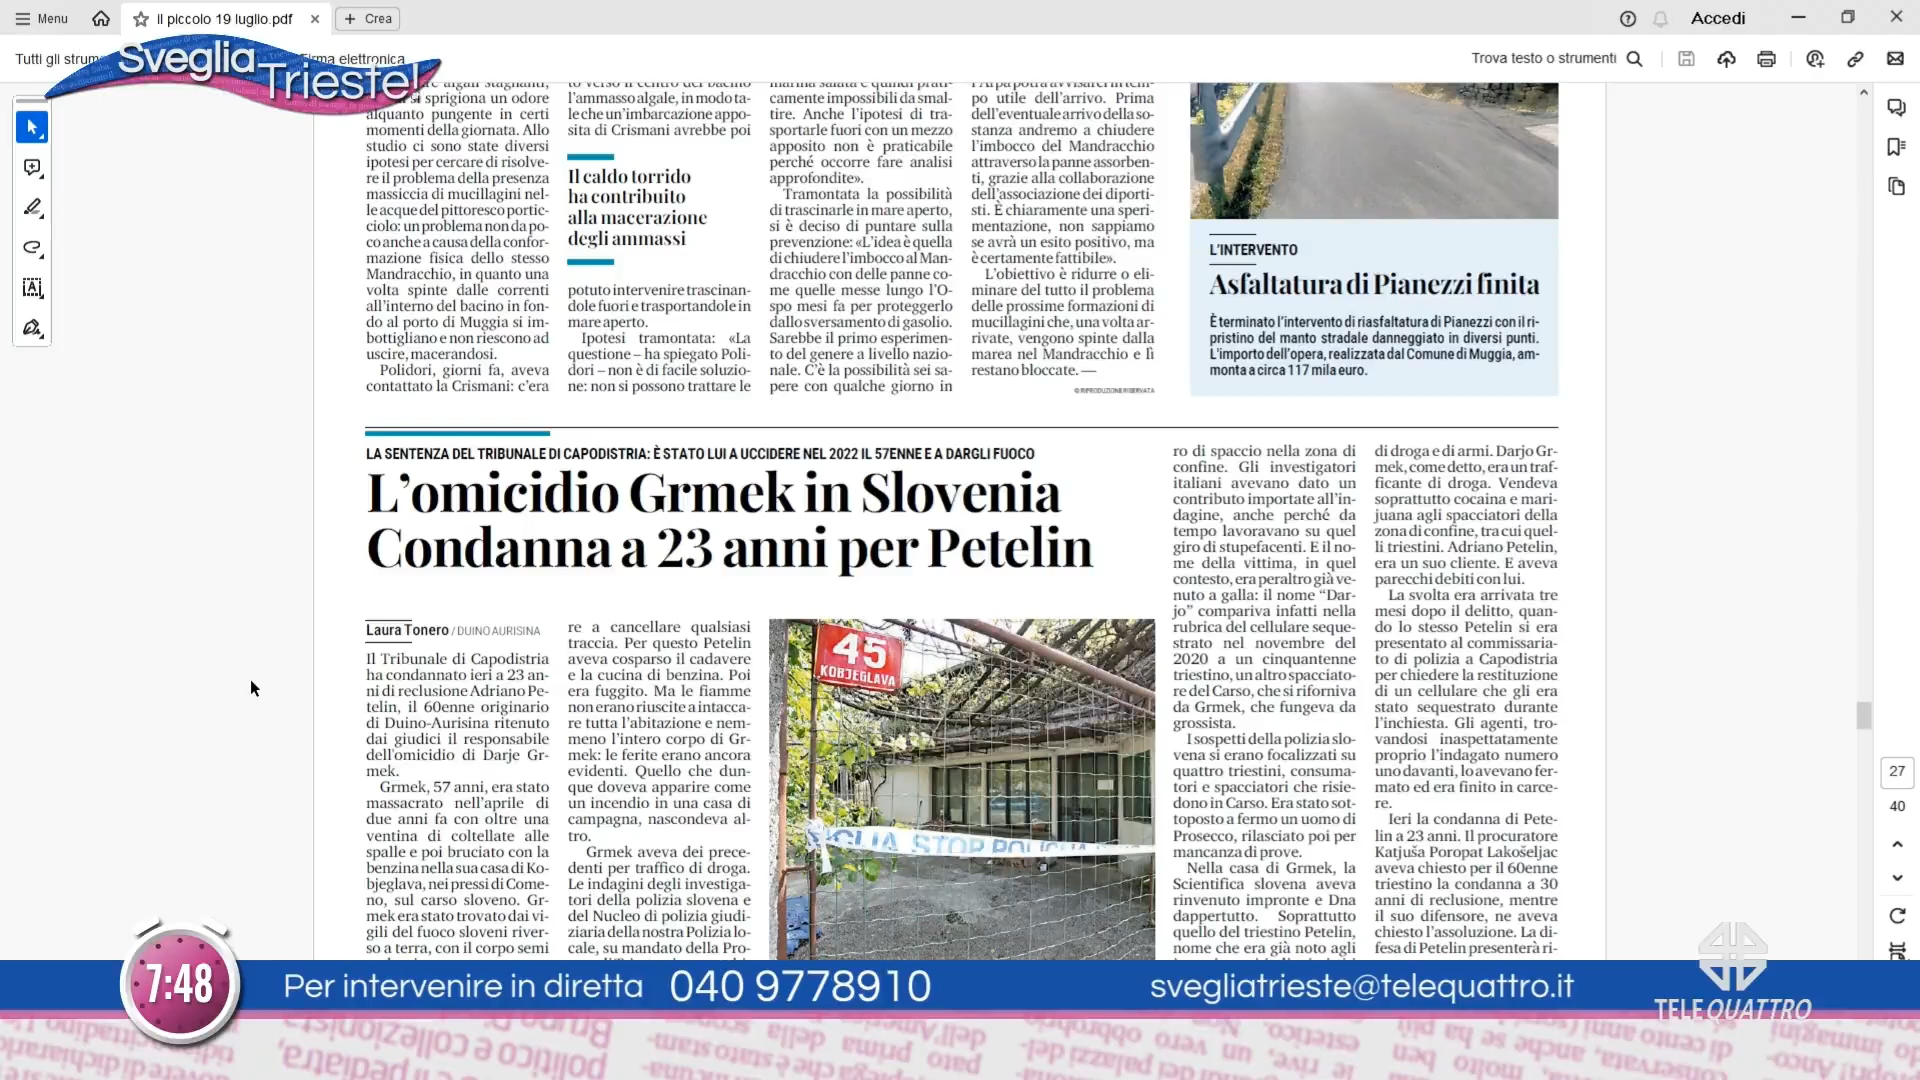 Menu
il piccolo 19 luglio.pdf
Crea
Accedi
Tutti gli strum
Firma elettronica
Trova testo o strumenti
Sveglia
Trieste!
si sprigiona un odore
alquanto pungente in certi
momenti della giornata. Allo
studio ci sono state diversi
ipotesi per cercare di risolve-
re il problema della presenza
massiccia di mucillagini nel-
le acque del pittoresco portic-
ciolo: un problema non da po-
co anche a causa della confor-
mazione fisica dello stesso
Mandracchio, in quanto una
volta spinte dalle correnti
all'interno del bacino in fon-
do al porto di Muggia si im-
bottigliano e non riescono ad
uscire, macerandosi.
Polidori, giorni fa, aveva
contattato la Crismani: c'era
to verso il centro del bacino
l'ammasso algale, in modo ta-
le che un'imbarcazione appo-
sita di Crismani avrebbe poi
Il caldo torrido
ha contribuito
alla macerazione
degli ammassi
potuto intervenire trascinan-
dole fuori e trasportandole in
mare aperto.
Ipotesi tramontata: «La
questione – ha spiegato Poli-
dori – non è di facile soluzio-
ne: non si possono trattare le
marina salata e quindi prati-
camente impossibili da smal-
tire. Anche l'ipotesi di tra-
sportarle fuori con un mezzo
apposito non è praticabile
perché occorre fare analisi
approfondite».
Tramontata la possibilità
di trascinarle in mare aperto,
si è deciso di puntare sulla
prevenzione: «L'idea è quella
di chiudere l'imbocco al Man-
dracchio con delle panne co-
me quelle messe lungo l'O-
spo mesi fa per proteggerlo
dallo sversamento di gasolio.
Sarebbe il primo esperimen-
to del genere a livello nazio-
nale. C'è la possibilità sei sa-
pere con qualche giorno in
l'Arpa potrà avvisarci in tem-
po utile dell'arrivo. Prima
dell'eventuale arrivo della so-
stanza andremo a chiudere
l'imbocco del Mandracchio
attraverso la panne assorben-
ti, grazie alla collaborazione
dell'associazione dei diporti-
sti. È chiaramente una speri-
mentazione, non sappiamo
se avrà un esito positivo, ma
è certamente fattibile».
L'obiettivo è ridurre o eli-
minare del tutto il problema
delle prossime formazioni di
mucillagini che, una volta ar-
rivate, vengono spinte dalla
marea nel Mandracchio e lì
restano bloccate. —
© RIPRODUZIONE RISERVATA
L'INTERVENTO
Asfaltatura di Pianezzi finita
È terminato l'intervento di riasfaltatura di Pianezzi con il ri-
pristino del manto stradale danneggiato in diversi punti.
L'importo dell'opera, realizzata dal Comune di Muggia, am-
monta a circa 117 mila euro.
LA SENTENZA DEL TRIBUNALE DI CAPODISTRIA: È STATO LUI A UCCIDERE NEL 2022 IL 57ENNE E A DARGLI FUOCO
L'omicidio Grmek in Slovenia
Condanna a 23 anni per Petelin
Laura Tonero / DUINO AURISINA
Il Tribunale di Capodistria
ha condannato ieri a 23 an-
ni di reclusione Adriano Pe-
telin, il 60enne originario
di Duino-Aurisina ritenuto
dai giudici il responsabile
dell'omicidio di Darje Gr-
mek.
Grmek, 57 anni, era stato
massacrato nell'aprile di
due anni fa con oltre una
ventina di coltellate alle
spalle e poi bruciato con la
benzina nella sua casa di Ko-
bjeglava, nei pressi di Come-
no, sul carso sloveno. Gr-
mek era stato trovato dai vi-
gili del fuoco sloveni river-
so a terra, con il corpo semi
re a cancellare qualsiasi
traccia. Per questo Petelin
aveva cosparso il cadavere
e la cucina di benzina. Poi
era fuggito. Ma le fiamme
non erano riuscite a intacca-
re tutta l'abitazione e nem-
meno l'intero corpo di Gr-
mek: le ferite erano ancora
evidenti. Quello che dun-
que doveva apparire come
un incendio in una casa di
campagna, nascondeva al-
tro.
Grmek aveva dei prece-
denti per traffico di droga.
Le indagini degli investiga-
tori della polizia slovena e
del Nucleo di polizia giudi-
ziaria della nostra Polizia lo-
cale, su mandato della Pro-
45
KOBJEGLAVA
STOP POLICIJA
ro di spaccio nella zona di
confine. Gli investigatori
italiani avevano dato un
contributo importate all'in-
dagine, anche perché da
tempo lavoravano su quel
giro di stupefacenti. E il no-
me della vittima, in quel
contesto, era peraltro già ve-
nuto a galla: il nome “Dar-
jo” compariva infatti nella
rubrica del cellulare seque-
strato nel novembre del
2020 a un cinquantenne
triestino, un altro spacciato-
re del Carso, che si riforniva
da Grmek, che fungeva da
grossista.
I sospetti della polizia slo-
vena si erano focalizzati su
quattro triestini, consuma-
tori e spacciatori che risie-
dono in Carso. Era stato sot-
toposto a fermo un uomo di
Prosecco, rilasciato poi per
mancanza di prove.
Nella casa di Grmek, la
Scientifica slovena aveva
rinvenuto impronte e Dna
dappertutto. Soprattutto
quello del triestino Petelin,
nome che era già noto agli
di droga e di armi. Darjo Gr-
mek, come detto, era un traf-
ficante di droga. Vendeva
soprattutto cocaina e mari-
juana agli spacciatori della
zona di confine, tra cui quel-
li triestini. Adriano Petelin,
era un suo cliente. E aveva
parecchi debiti con lui.
La svolta era arrivata tre
mesi dopo il delitto, quan-
do lo stesso Petelin si era
presentato al commissaria-
to di polizia a Capodistria
per chiedere la restituzione
di un cellulare che gli era
stato sequestrato durante
l'inchiesta. Gli agenti, tro-
vandosi inaspettatamente
proprio l'indagato numero
uno davanti, lo avevano fer-
mato ed era finito in carce-
re.
Ieri la condanna di Pete-
lin a 23 anni. Il procuratore
Katjuša Poropat Lakošeljac
aveva chiesto per il 60enne
triestino la condanna a 30
anni di reclusione, mentre
il suo difensore, ne aveva
chiesto l'assoluzione. La di-
fesa di Petelin presenterà ri-
27
40
7:48
Per intervenire in diretta 040 9778910
svegliatrieste@telequattro.it
TELEQUATTRO